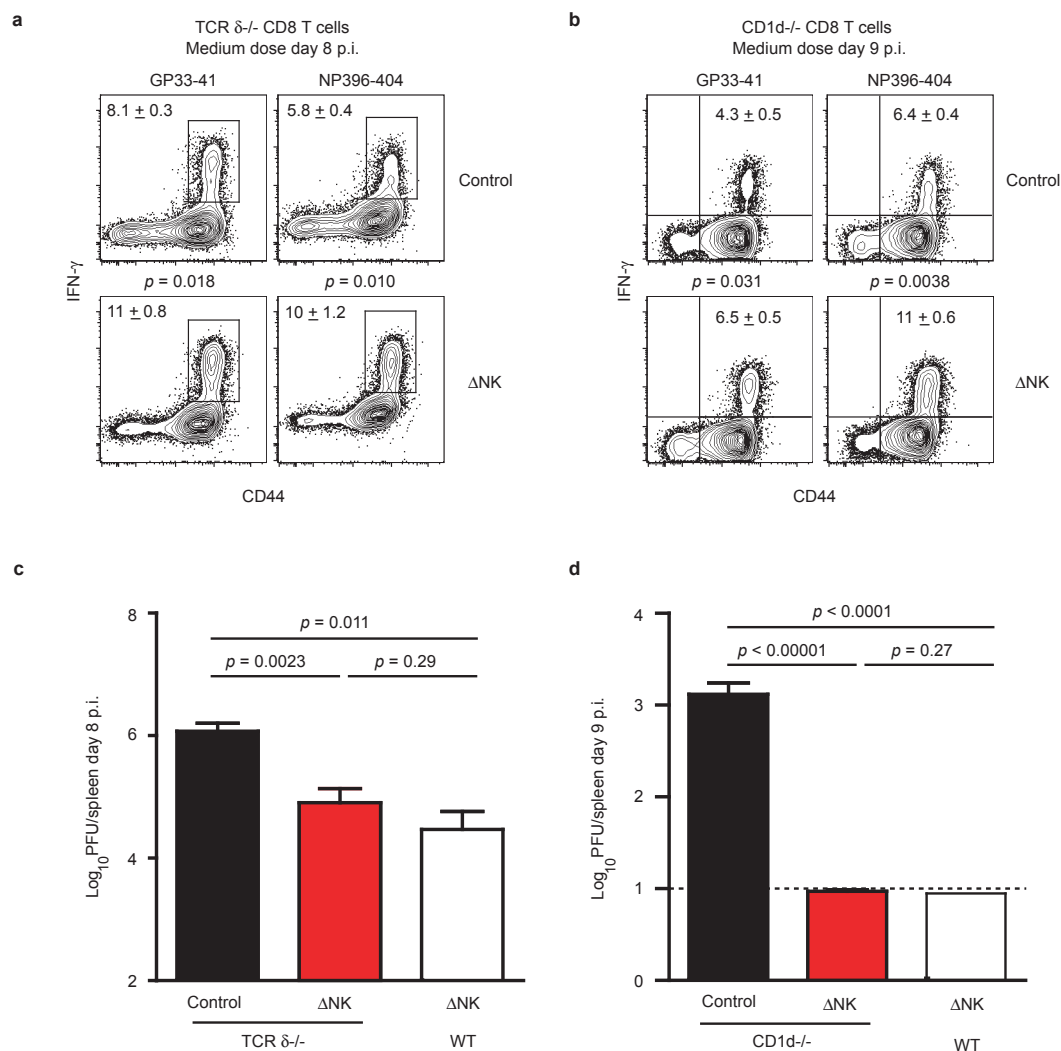 a
TCR δ-/- CD8 T cells
Medium dose day 8 p.i.
GP33-41 NP396-404
8.1 ± 0.3 5.8 ± 0.4
Control
p = 0.018 p = 0.010
11 ± 0.8 10 ± 1.2
ΔNK
IFN-γ
CD44
b
CD1d-/- CD8 T cells
Medium dose day 9 p.i.
GP33-41 NP396-404
4.3 ± 0.5 6.4 ± 0.4
Control
p = 0.031 p = 0.0038
6.5 ± 0.5 11 ± 0.6
ΔNK
IFN-γ
CD44
c
Log10PFU/spleen day 8 p.i.
8
6
4
2
p = 0.011
p = 0.0023 p = 0.29
Control ΔNK ΔNK
TCR δ-/- WT
d
Log10PFU/spleen day 9 p.i.
4
3
2
1
0
p < 0.0001
p < 0.00001 p = 0.27
Control ΔNK ΔNK
CD1d-/- WT